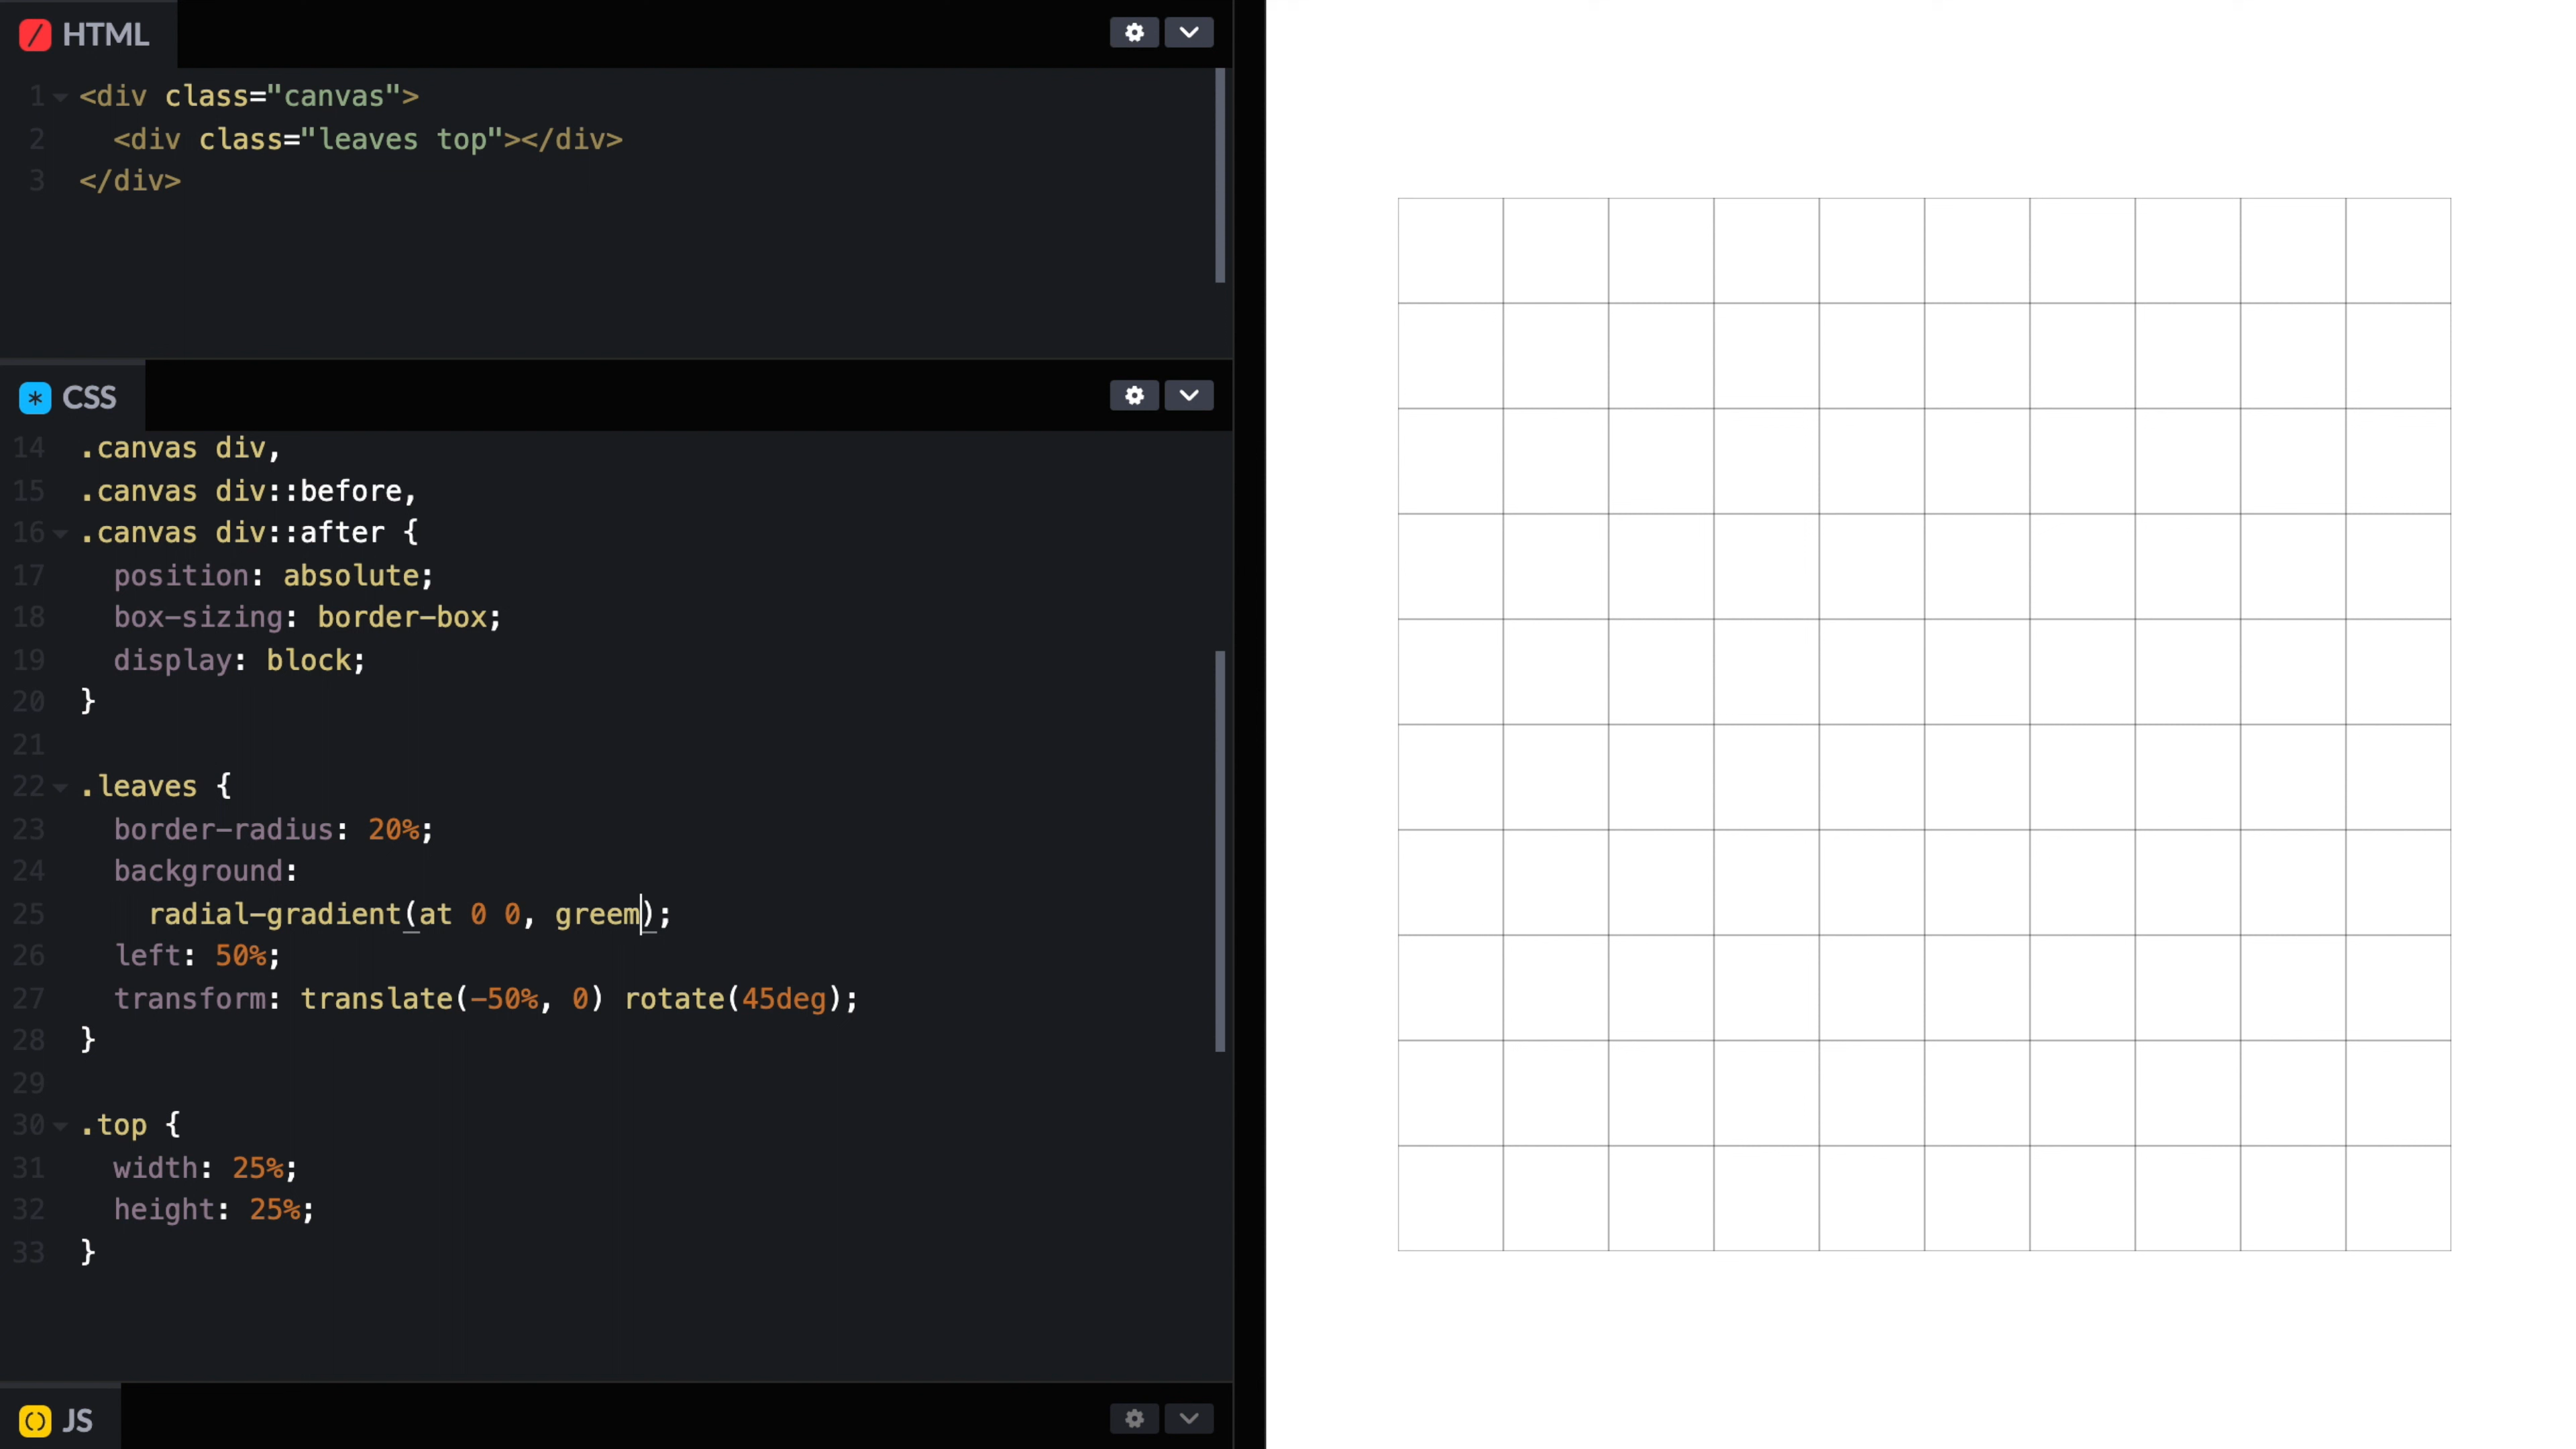 HTML
1 <div class="canvas">
2 <div class="leaves top"></div>
3 </div>
CSS
14 .canvas div,
15 .canvas div::before,
16 .canvas div::after {
17 position: absolute;
18 box-sizing: border-box;
19 display: block;
20 }
21
22 .leaves {
23 border-radius: 20%;
24 background:
25 radial-gradient(at 0 0, greem);
26 left: 50%;
27 transform: translate(-50%, 0) rotate(45deg);
28 }
29
30 .top {
31 width: 25%;
32 height: 25%;
33 }
JS